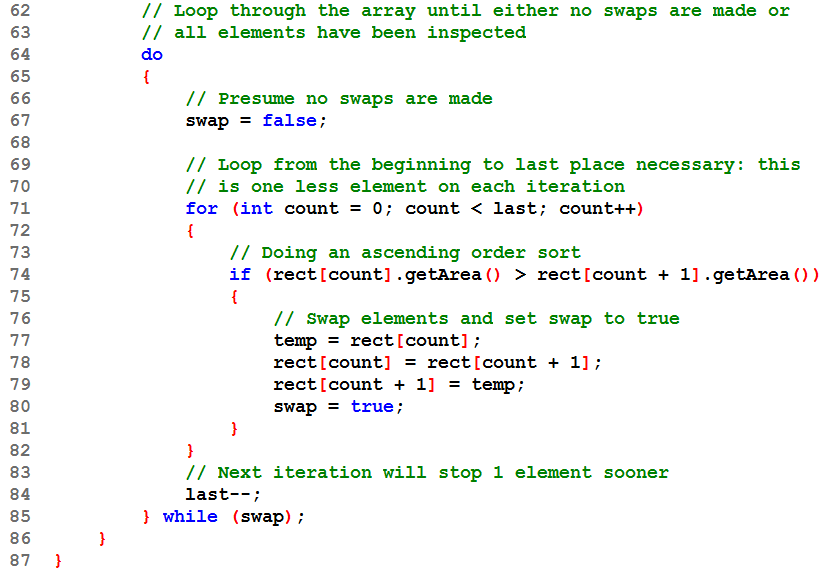 62          // Loop through the array until either no swaps are made or
63          // all elements have been inspected
64          do
65          {
66              // Presume no swaps are made
67              swap = false;
68
69              // Loop from the beginning to last place necessary: this
70              // is one less element on each iteration
71              for (int count = 0; count < last; count++)
72              {
73                  // Doing an ascending order sort
74                  if (rect[count].getArea() > rect[count + 1].getArea())
75                  {
76                      // Swap elements and set swap to true
77                      temp = rect[count];
78                      rect[count] = rect[count + 1];
79                      rect[count + 1] = temp;
80                      swap = true;
81                  }
82              }
83              // Next iteration will stop 1 element sooner
84              last--;
85          } while (swap);
86      }
87  }